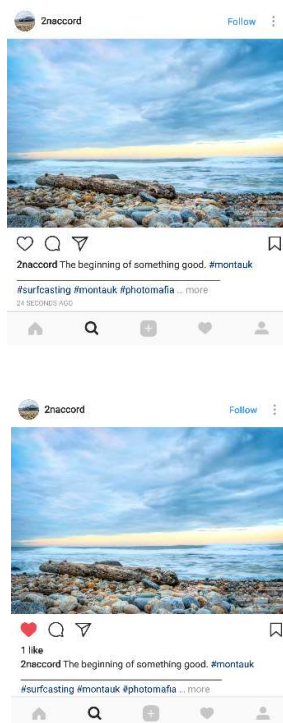 2naccord Follow
2naccord The beginning of something good. #montauk
#surfcasting #montauk #photomafia ... more
24 SECONDS AGO
2naccord Follow
1 like
2naccord The beginning of something good. #montauk
#surfcasting #montauk #photomafia ... more